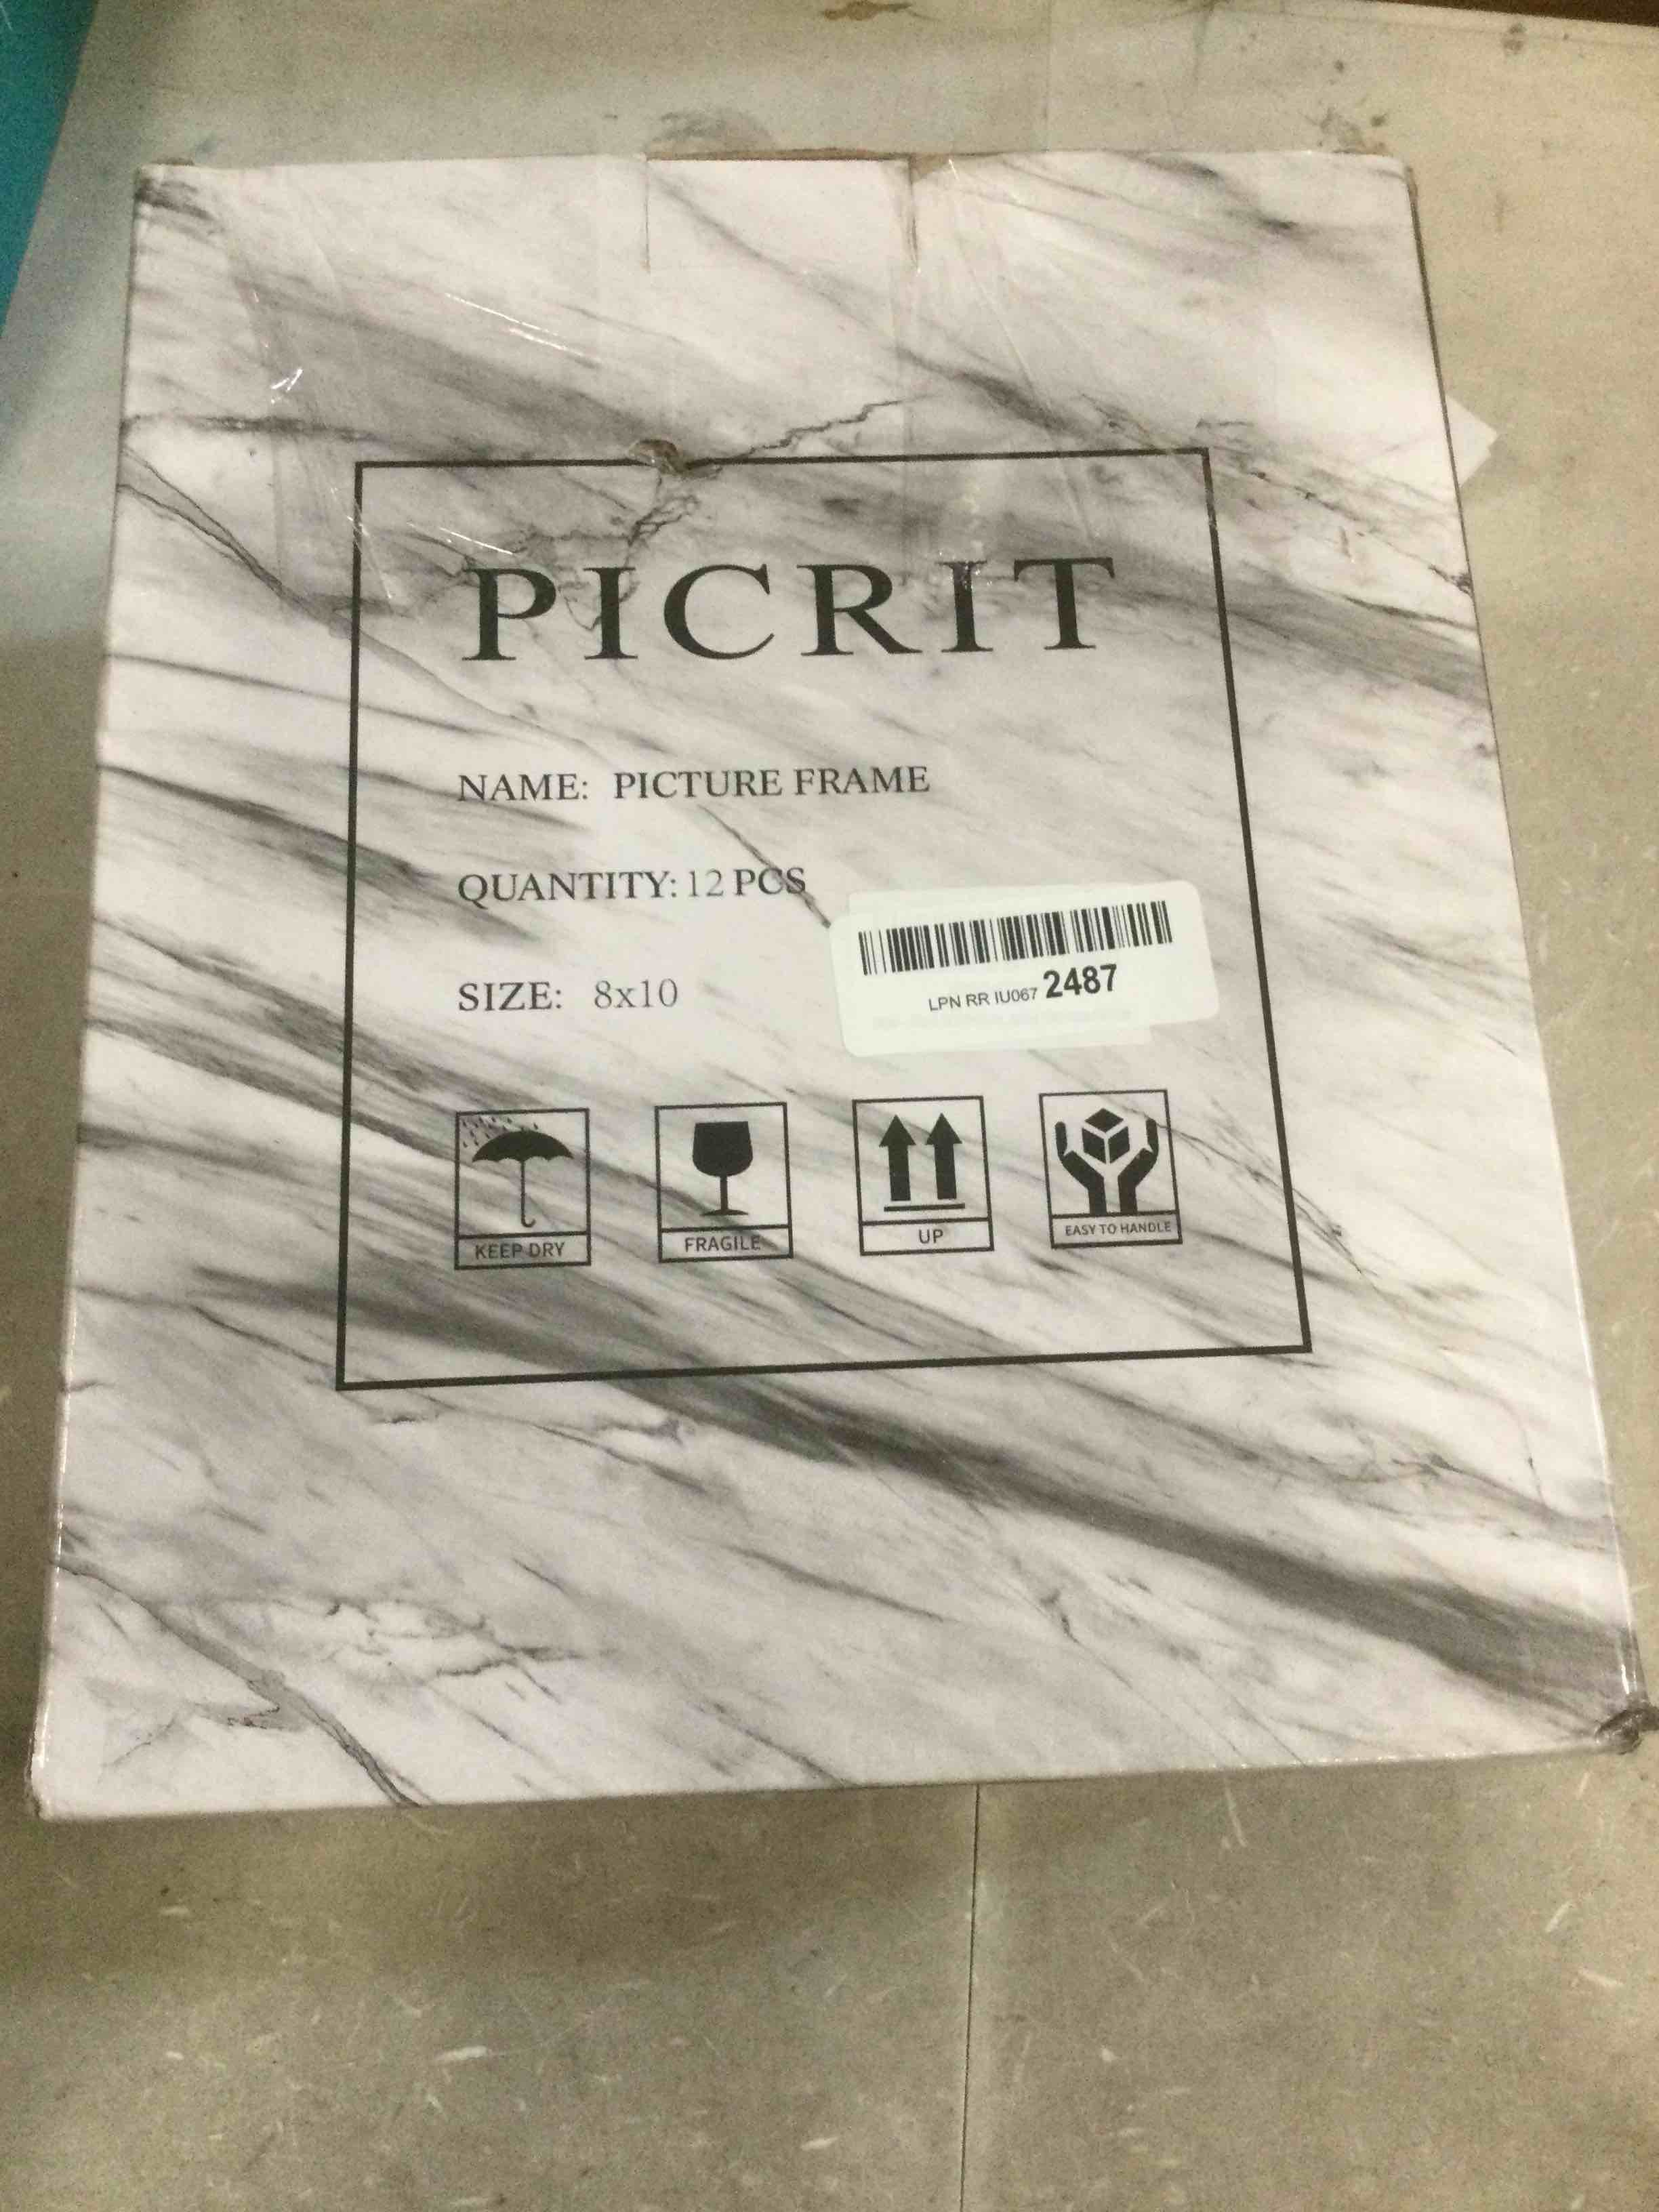 PICRIT
NAME: PICTURE FRAME
QUANTITY: 12 PCS
SIZE: 8x10
LPN RR IU067 2487
KEEP DRY
FRAGILE
UP
EASY TO HANDLE